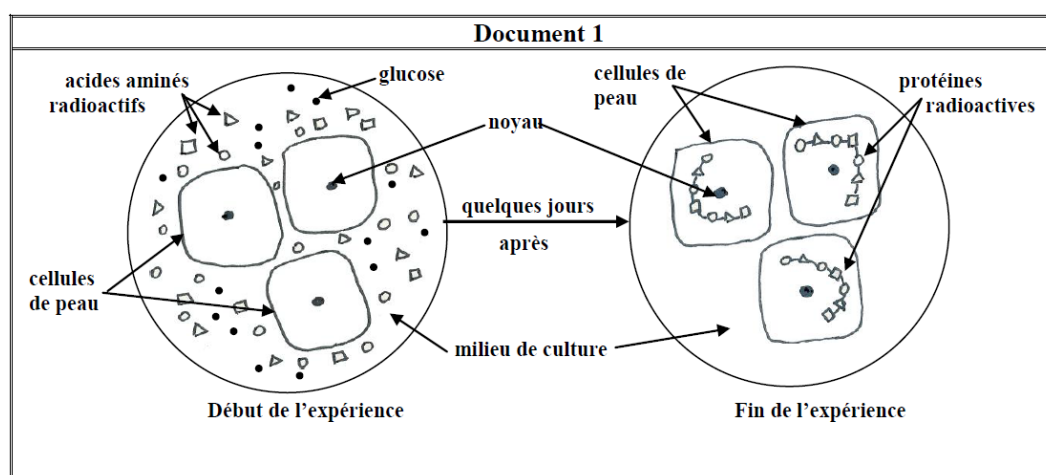 Document 1
acides aminés
radioactifs
glucose
noyau
cellules
de peau
milieu de culture
Début de l'expérience
quelques jours
après
cellules de
peau
protéines
radioactives
Fin de l'expérience